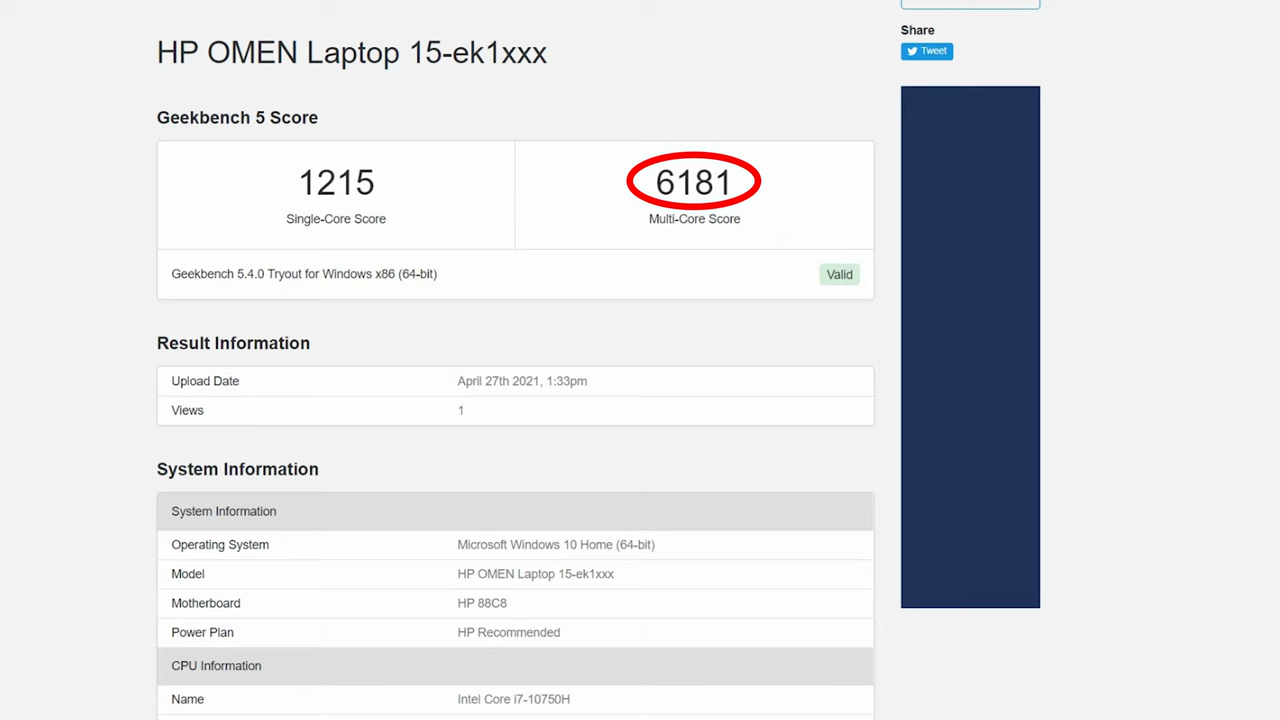 Share
Tweet
HP OMEN Laptop 15-ek1xxx
Geekbench 5 Score
1215 6181
Single-Core Score Multi-Core Score
Geekbench 5.4.0 Tryout for Windows x86 (64-bit) Valid
Result Information
Upload Date April 27th 2021, 1:33pm
Views 1
System Information
System Information
Operating System Microsoft Windows 10 Home (64-bit)
Model HP OMEN Laptop 15-ek1xxx
Motherboard HP 88C8
Power Plan HP Recommended
CPU Information
Name Intel Core i7-10750H